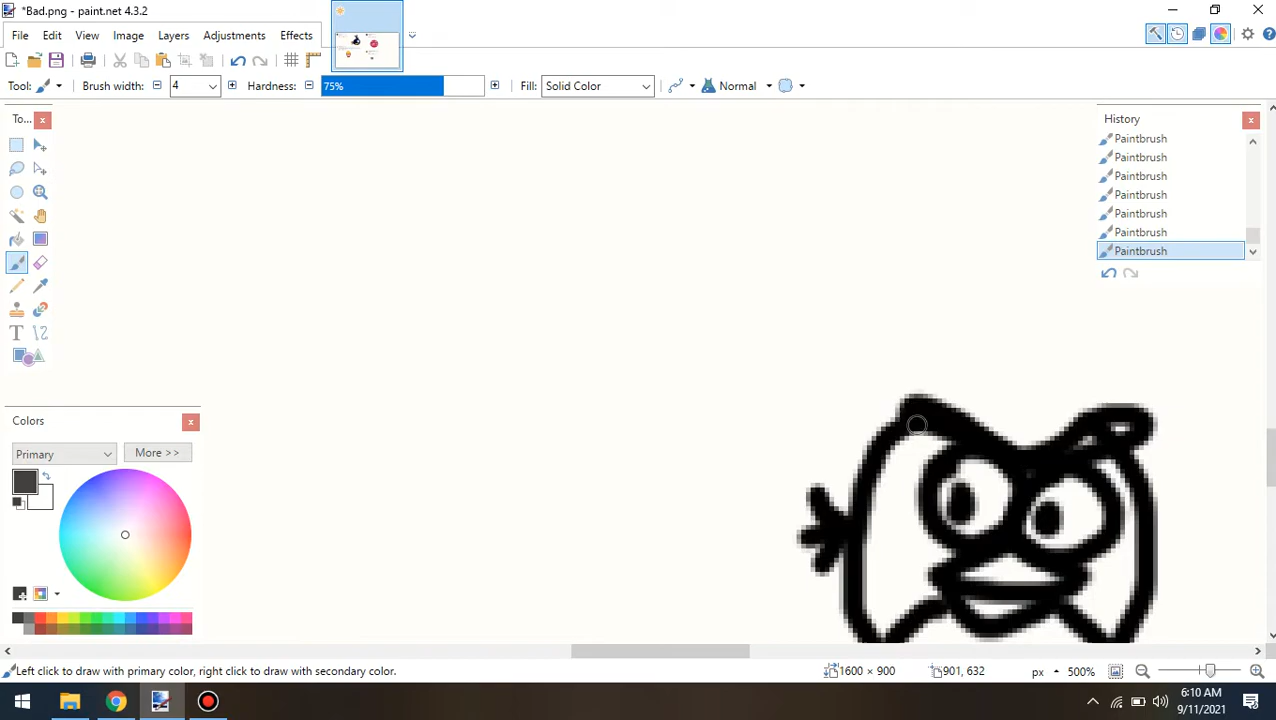 *Bad.png - paint.net 4.3.2
File Edit View Image Layers Adjustments Effects
Tool: Brush width: 4 Hardness: 75% Fill: Solid Color Normal
To...
History
Paintbrush
Paintbrush
Paintbrush
Paintbrush
Paintbrush
Paintbrush
Paintbrush
Colors
Primary More >>
Left click to draw with primary color, right click to draw with secondary color. 1600 × 900 901, 632 px 500%
6:10 AM
9/11/2021